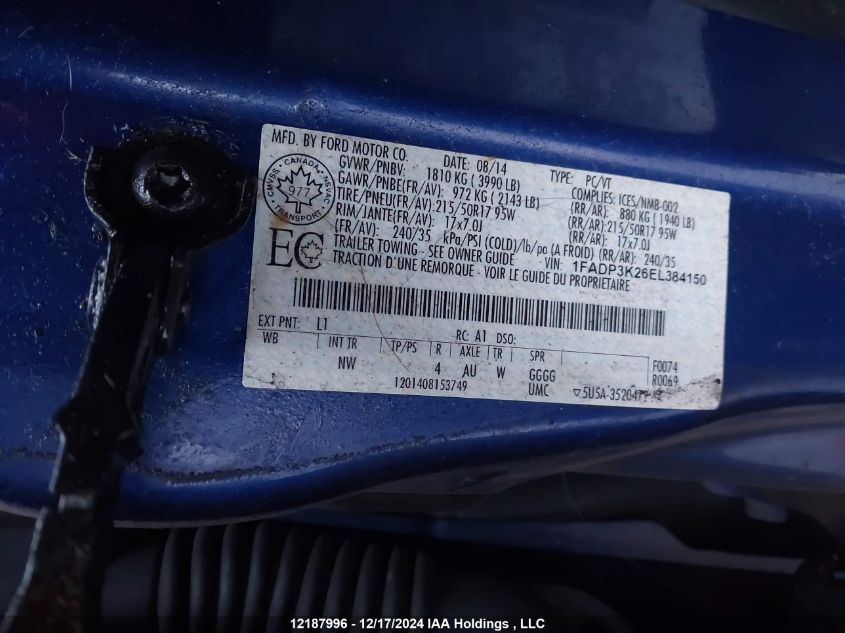 MFD. BY FORD MOTOR CO.
DATE: 08/14 TYPE: PC/VT
GVWR/PNBV: 1810 KG ( 3990 LB) COMPLIES: ICES/NMB-002
GAWR/PNBE(FR/AV): 972 KG ( 2143 LB) (RR/AR): 880 KG ( 1940 LB)
TIRE/PNEU(FR/AV): 215/50R17 95W (RR/AR): 215/50R17 95W
RIM/JANTE(FR/AV): 17x7.0J (RR/AR): 17x7.0J
(FR/AV): 240/35 kPa/PSI (COLD)/lb/po (A FROID) (RR/AR): 240/35
TRAILER TOWING - SEE OWNER GUIDE VIN: 1FADP3K26EL384150
TRACTION D'UNE REMORQUE - VOIR LE GUIDE DU PROPRIETAIRE
CANADA
CMVSS NSVAC
977
TRANSPORT
EC
EXT PNT: L1 RC: A1 DSO:
WB INT TR TP/PS R AXLE TR SPR F0074
NW 4 AU W GGGG R0069
1201408153749 UMC
12187996 - 12/17/2024 IAA Holdings , LLC